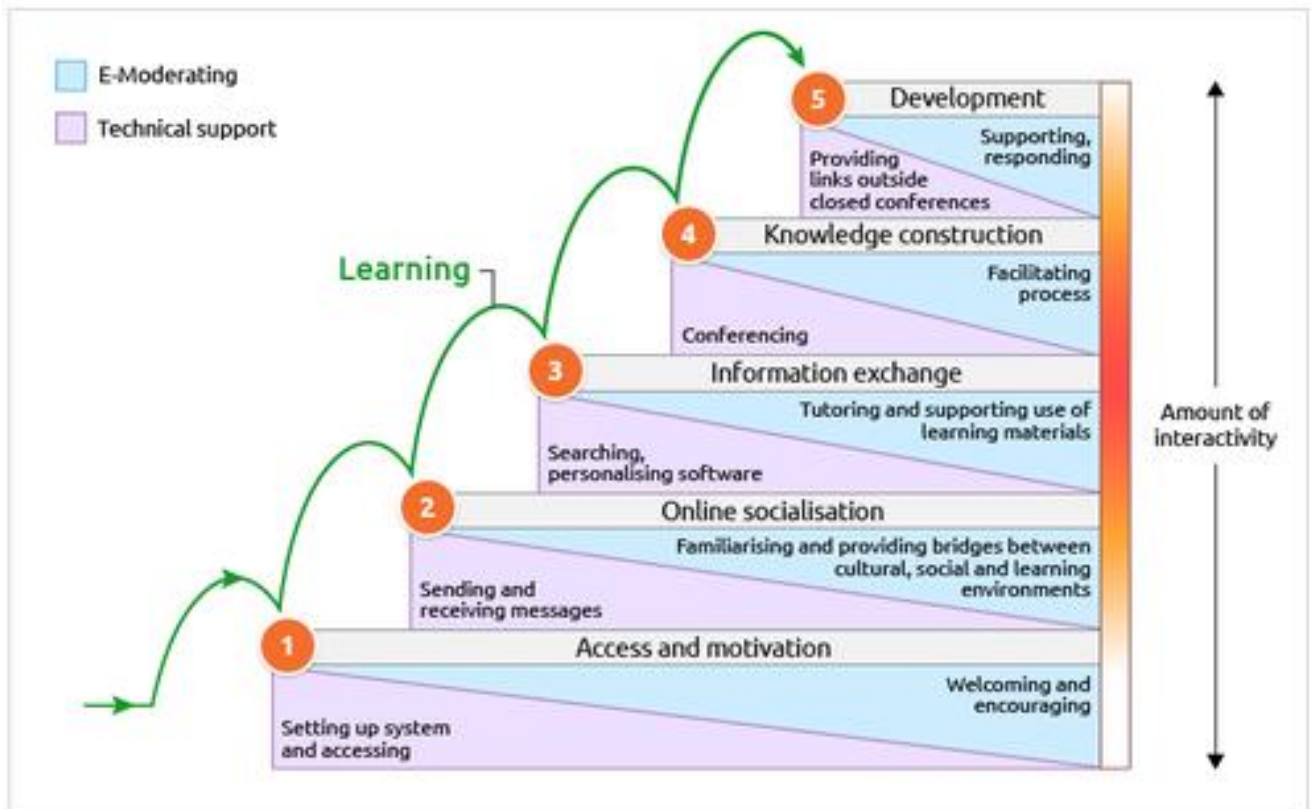 E-Moderating
Technical support
Learning
5
Development
Supporting,
responding
Providing
links outside
closed conferences
4
Knowledge construction
Facilitating
process
Conferencing
3
Information exchange
Tutoring and supporting use of
learning materials
Searching,
personalising software
2
Online socialisation
Familiarising and providing bridges between
cultural, social and learning
environments
Sending and
receiving messages
1
Access and motivation
Welcoming and
encouraging
Setting up system
and accessing
Amount of
interactivity